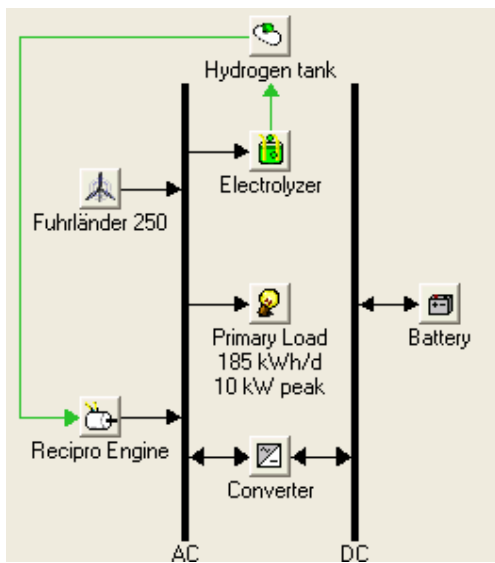 Hydrogen tank
Electrolyzer
Fuhrländer 250
Primary Load
185 kWh/d
10 kW peak
Battery
Recipro Engine
Converter
AC
DC